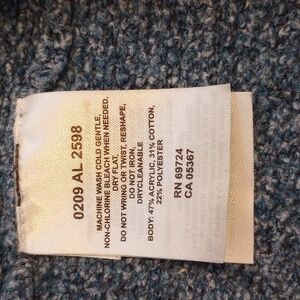 0209 AL 2598
MACHINE WASH COLD GENTLE,
NON-CHLORINE BLEACH WHEN NEEDED,
DRY FLAT,
DO NOT WRING OR TWIST, RESHAPE,
DO NOT IRON,
DRYCLEANABLE
BODY: 47% ACRYLIC, 31% COTTON,
22% POLYESTER
RN 69724
CA 05367